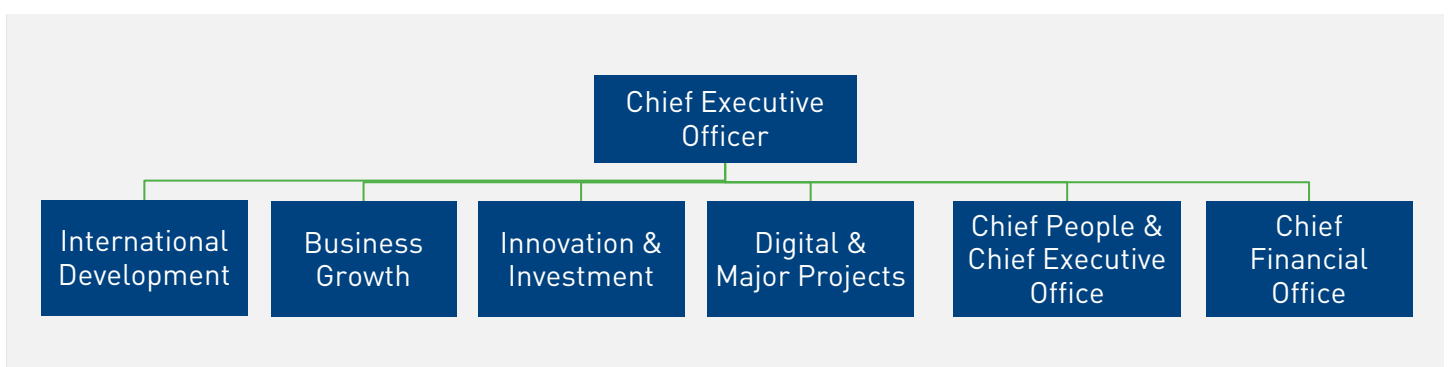 Chief Executive
Officer
International
Development
Business
Growth
Innovation &
Investment
Digital &
Major Projects
Chief People &
Chief Executive
Office
Chief
Financial
Office